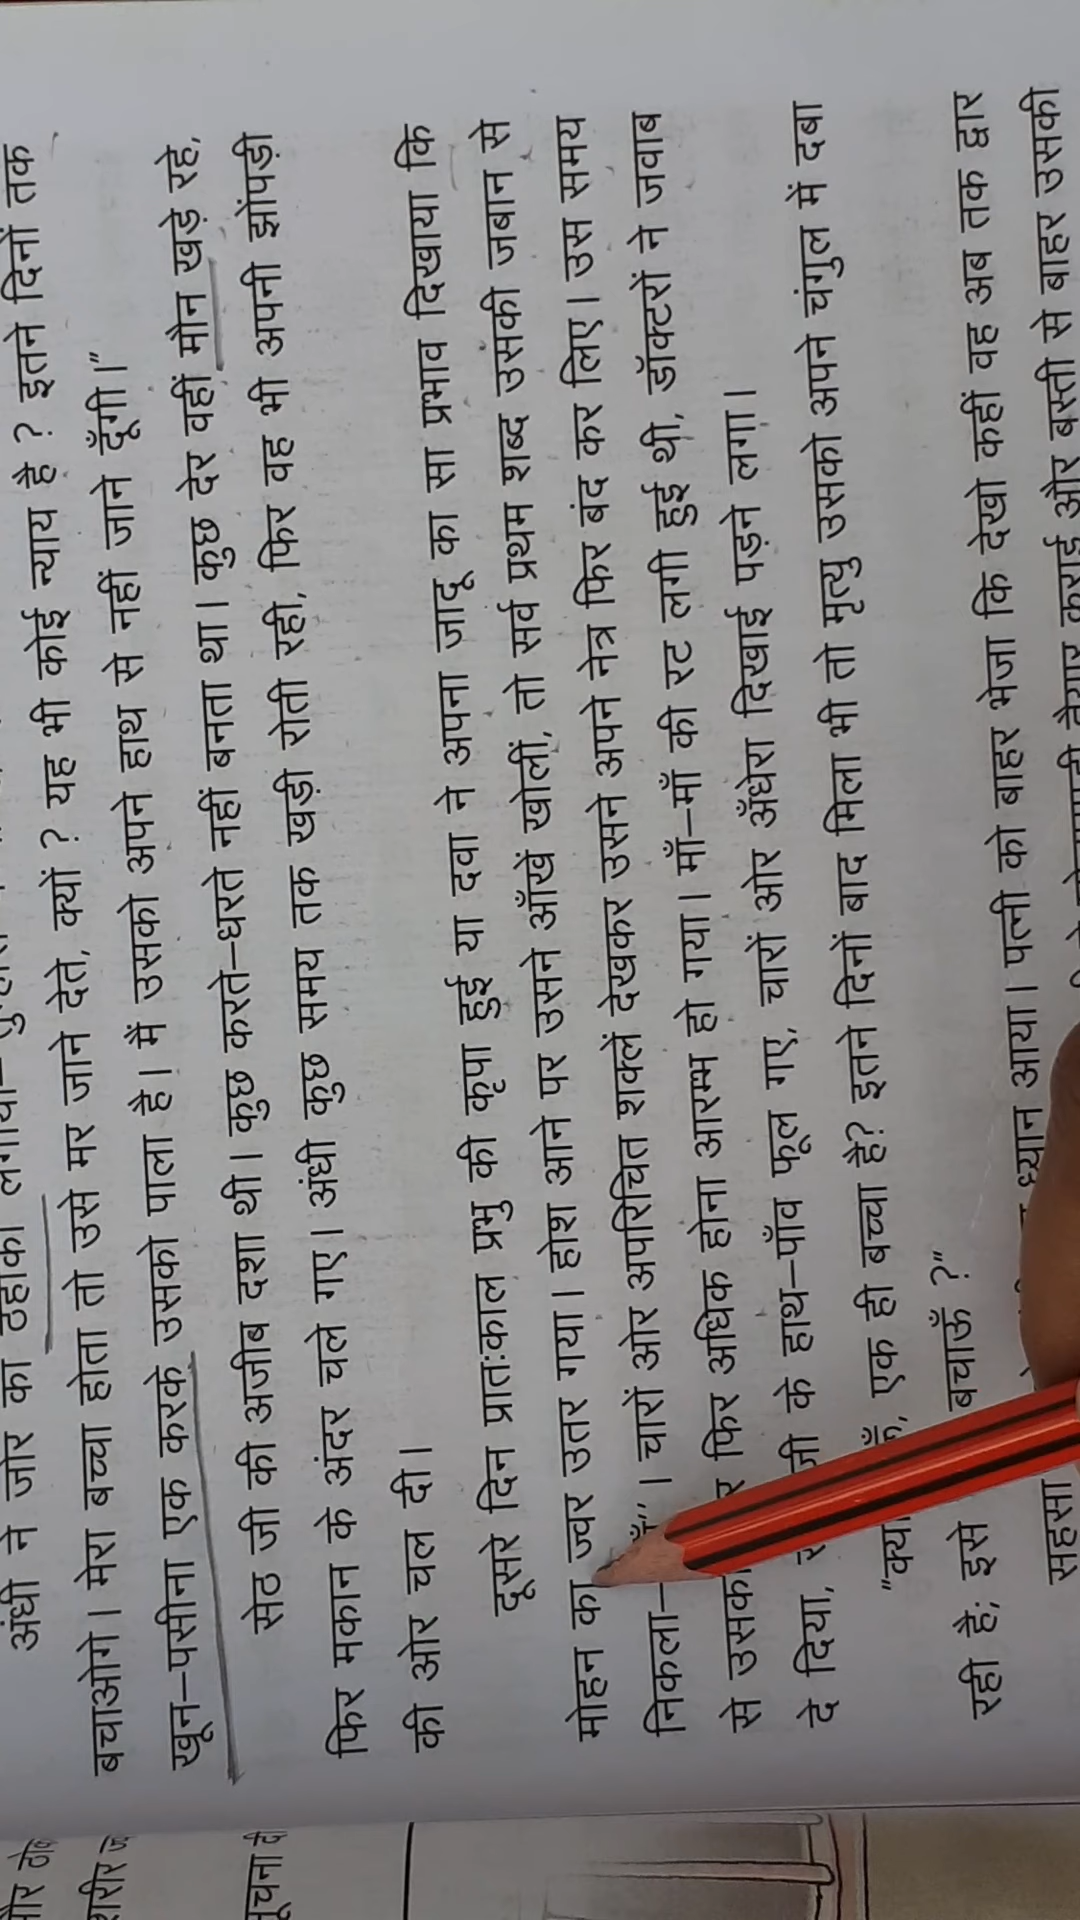 अंधी ने जोर का ठहाका लगाया— है ? इतने दिनों तक
बचाओगे । मेरा बच्चा होता तो उसे मर जाने देते, क्यों ? यह भी कोई न्याय है ? इतने दिनों तक
खून-पसीना एक करके उसको पाला है । मैं उसको अपने हाथ से नहीं जाने दूँगी ।”
सेठ जी की अजीब दशा थी । कुछ करते-धरते नहीं बनता था । कुछ देर वहीं मौन खड़े रहे,
फिर मकान के अंदर चले गए । अंधी कुछ समय तक खड़ी रोती रही, फिर वह भी अपनी झोंपड़ी
की ओर चल दी ।
दूसरे दिन प्रातःकाल प्रभु की कृपा हुई या दवा ने अपना जादू का सा प्रभाव दिखाया कि
मोहन का ज्वर उतर गया । होश आने पर उसने आँखें खोलीं, तो सर्व प्रथम शब्द उसकी जबान से
निकला— । चारों ओर अपरिचित शक्लें देखकर उसने अपने नेत्र फिर बंद कर लिए । उस समय
से उसका फिर अधिक होना आरम्भ हो गया । माँ-माँ की रट लगी हुई थी, डॉक्टरों ने जवाब
दे दिया, जी के हाथ-पाँव फूल गए, चारों ओर अँधेरा दिखाई पड़ने लगा ।
“क्या एक ही बच्चा है? इतने दिनों बाद मिला भी तो मृत्यु उसको अपने चंगुल में दबा
रही है; इसे बचाऊँ ?”
सहसा ध्यान आया । पत्नी को बाहर भेजा कि देखो कहीं वह अब तक द्वार
तैयार कराई और बस्ती से बाहर उसकी
और
शरीर
सूचना